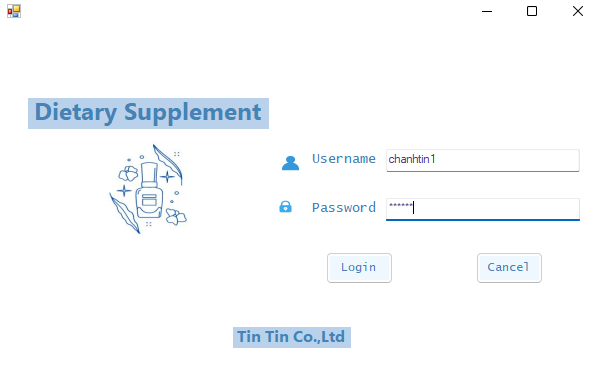 Dietary Supplement
Username chanhtin1
Password ******
Login Cancel
Tin Tin Co.,Ltd